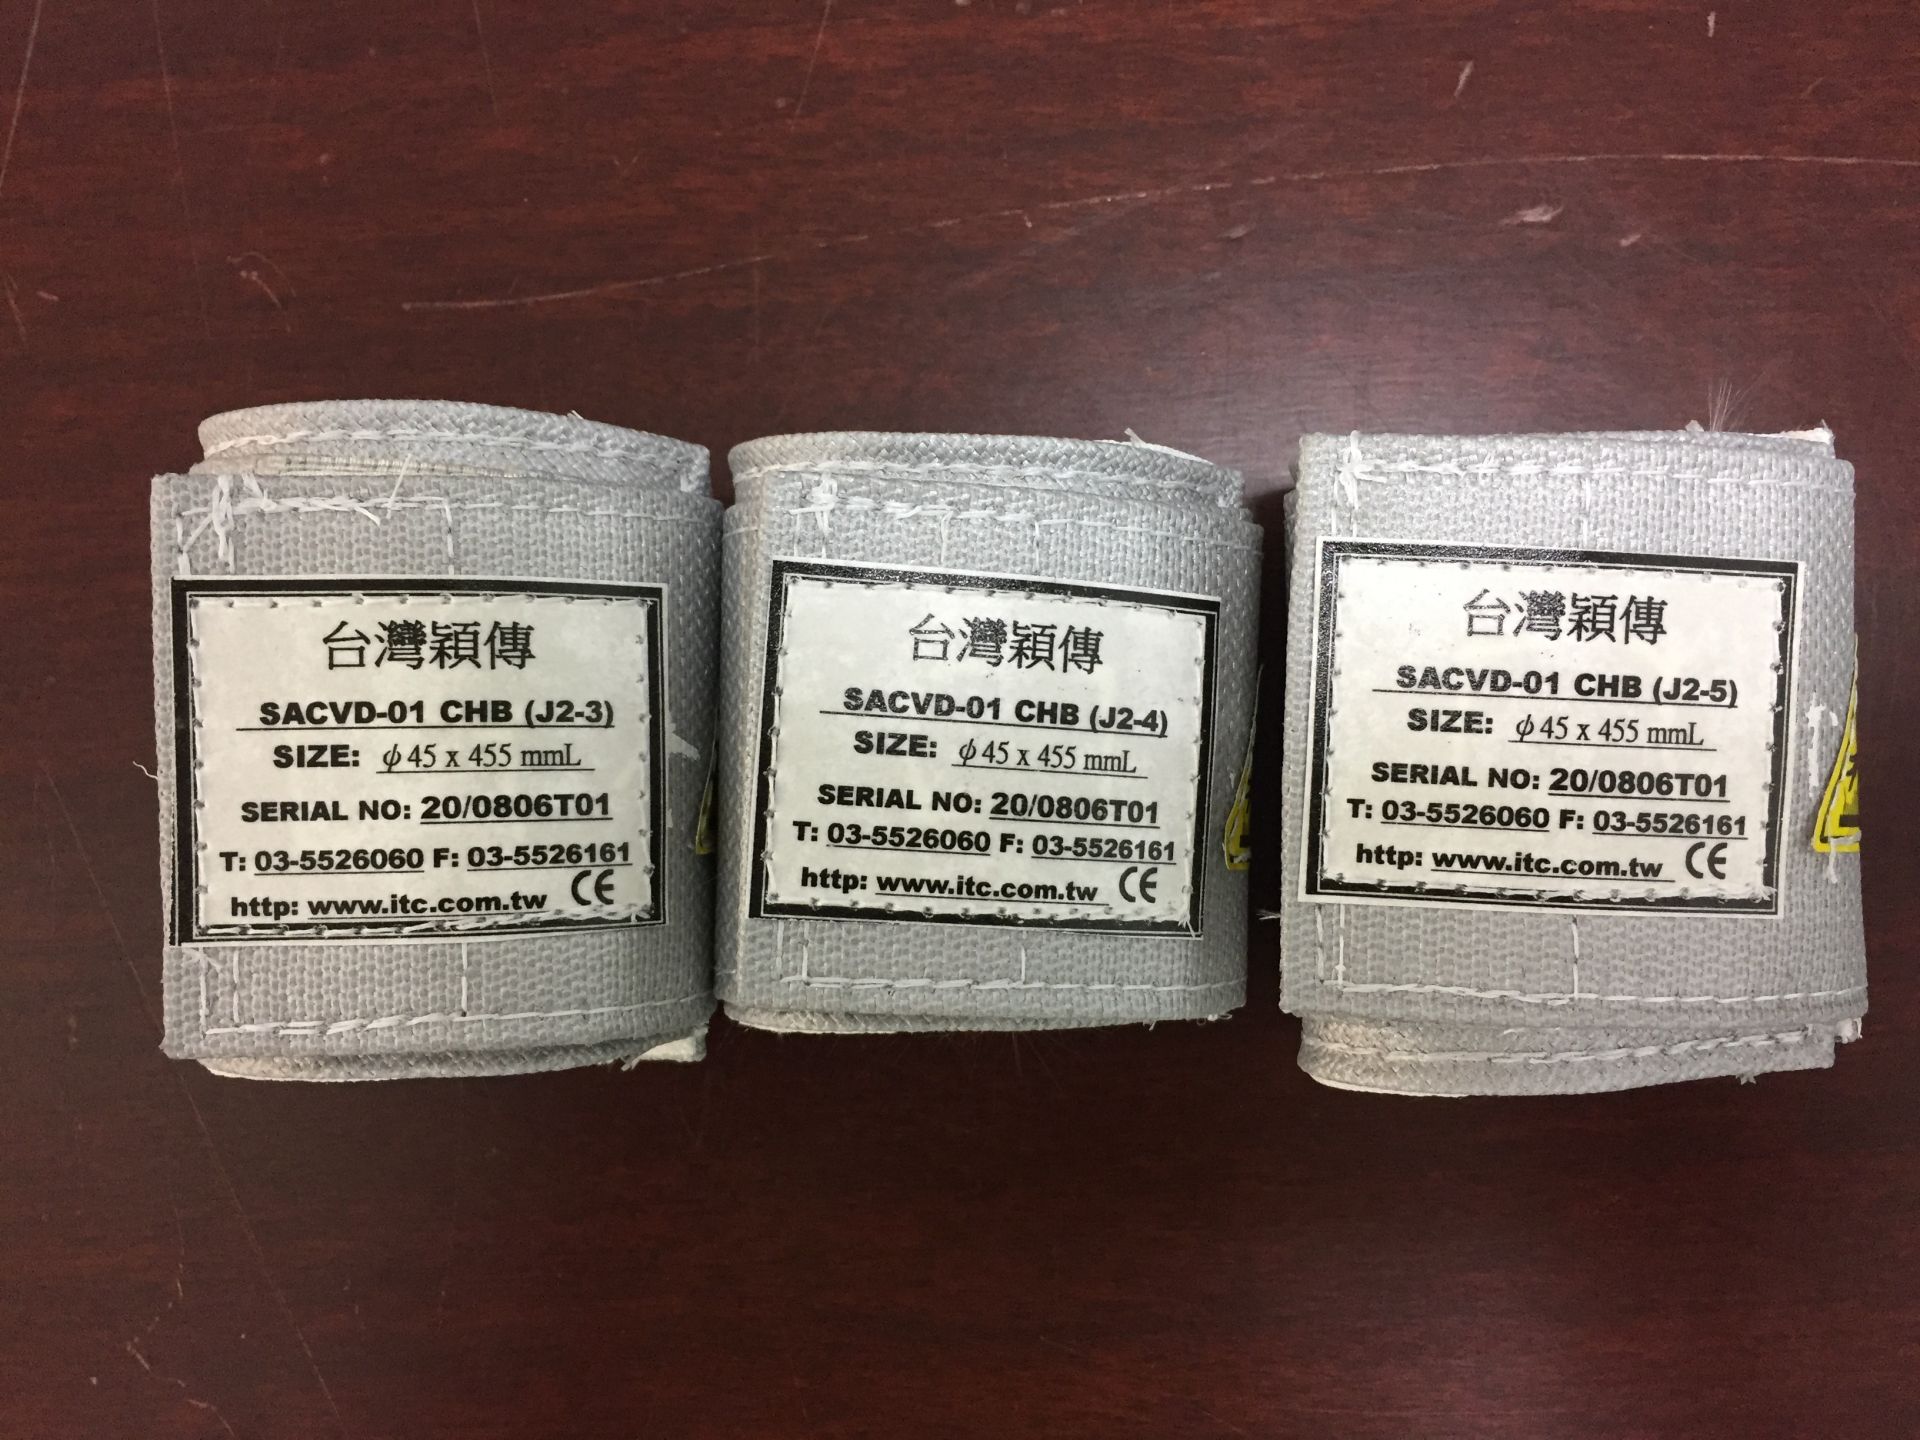 台灣穎傳
SACVD-01 CHB (J2-3)
SIZE: ϕ45 x 455 mmL
SERIAL NO: 20/0806T01
T: 03-5526060 F: 03-5526161
http: www.itc.com.tw CE
台灣穎傳
SACVD-01 CHB (J2-4)
SIZE: ϕ45 x 455 mmL
SERIAL NO: 20/0806T01
T: 03-5526060 F: 03-5526161
http: www.itc.com.tw CE
台灣穎傳
SACVD-01 CHB (J2-5)
SIZE: ϕ45 x 455 mmL
SERIAL NO: 20/0806T01
T: 03-5526060 F: 03-5526161
http: www.itc.com.tw CE